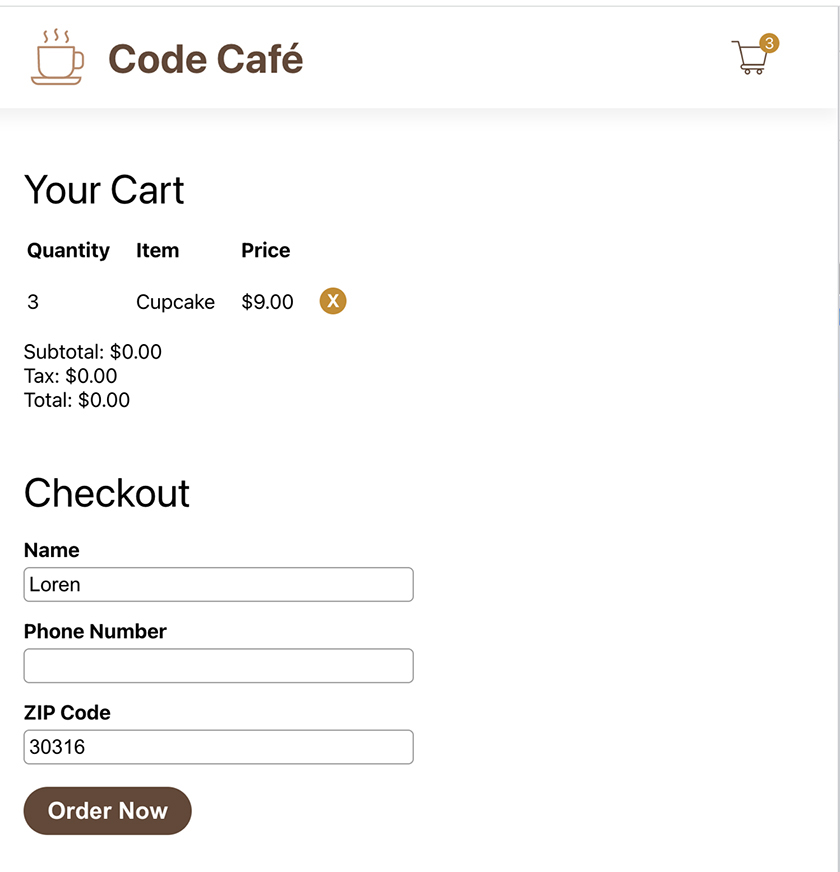 Code Café
3
Your Cart
Quantity Item Price
3 Cupcake $9.00 X
Subtotal: $0.00
Tax: $0.00
Total: $0.00
Checkout
Name
Loren
Phone Number
ZIP Code
30316
Order Now